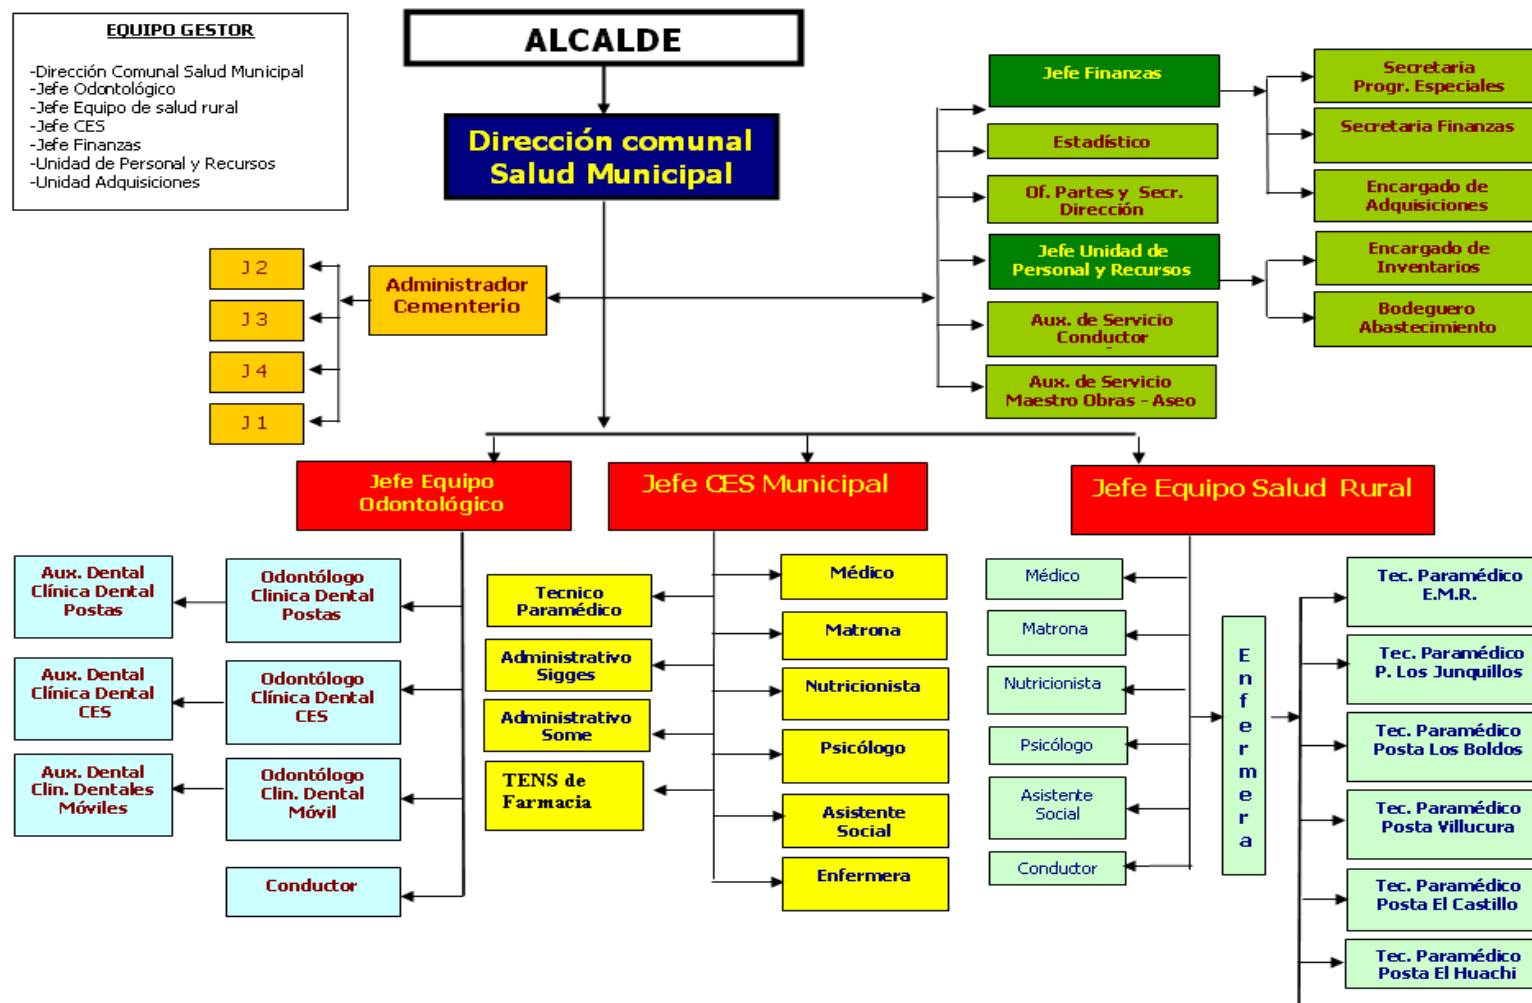 EQUIPO GESTOR
-Dirección Comunal Salud Municipal
-Jefe Odontológico
-Jefe Equipo de salud rural
-Jefe CES
-Jefe Finanzas
-Unidad de Personal y Recursos
-Unidad Adquisiciones
ALCALDE
Dirección comunal
Salud Municipal
Jefe Finanzas
Estadístico
Of. Partes y Secr.
Dirección
Jefe Unidad de
Personal y Recursos
Aux. de Servicio
Conductor
-
Aux. de Servicio
Maestro Obras - Aseo
Secretaria
Progr. Especiales
Secretaria Finanzas
Encargado de
Adquisiciones
Encargado de
Inventarios
Bodeguero
Abastecimiento
Administrador
Cementerio
J 2
J 3
J 4
J 1
Jefe Equipo
Odontológico
Jefe CES Municipal
Jefe Equipo Salud Rural
Aux. Dental
Clínica Dental
Postas
Odontólogo
Clinica Dental
Postas
Aux. Dental
Clínica Dental
CES
Odontólogo
Clínica Dental
CES
Aux. Dental
Clin. Dentales
Móviles
Odontólogo
Clin. Dental
Móvil
Conductor
Tecnico
Paramédico
Administrativo
Sigges
Administrativo
Some
TENS de
Farmacia
Médico
Matrona
Nutricionista
Psicólogo
Asistente
Social
Enfermera
Médico
Matrona
Nutricionista
Psicólogo
Asistente
Social
Conductor
E
n
f
e
r
m
e
r
a
Tec. Paramédico
E.M.R.
Tec. Paramédico
P. Los Junquillos
Tec. Paramédico
Posta Los Boldos
Tec. Paramédico
Posta Villucura
Tec. Paramédico
Posta El Castillo
Tec. Paramédico
Posta El Huachi